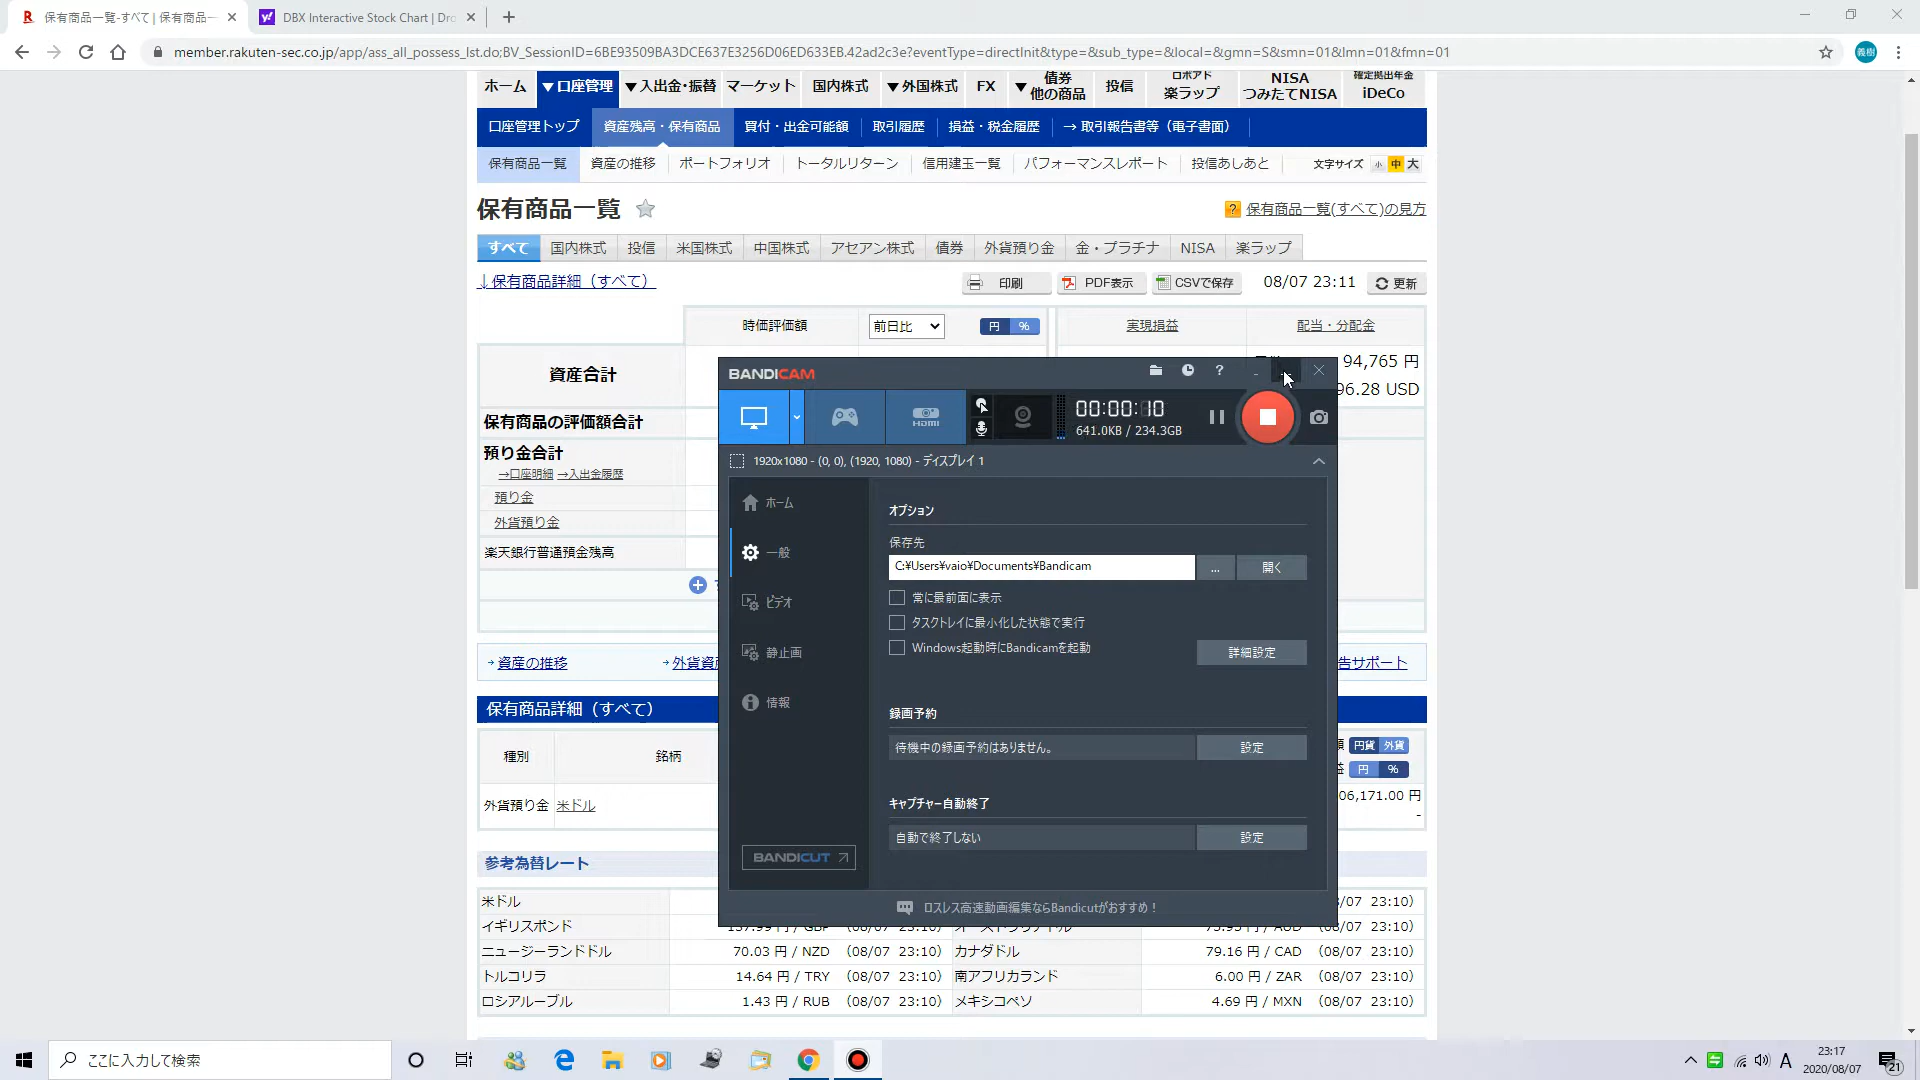 保有商品一覧-すべて | 保有商品一
DBX Interactive Stock Chart | Dro
member.rakuten-sec.co.jp/app/ass_all_possess_lst.do;BV_SessionID=6BE93509BA3DCE637E3256D06ED633EB.42ad2c3e?eventType=directInit&type=&sub_type=&local=&gmn=S&smn=01&lmn=01&fmn=01
義樹
ホーム ▼口座管理 ▼入出金・振替 マーケット 国内株式 ▼外国株式 FX ▼債券 他の商品 投信 ロボアド 楽ラップ NISA つみたてNISA 確定拠出年金 iDeCo
口座管理トップ 資産残高・保有商品 買付・出金可能額 取引履歴 損益・税金履歴 →取引報告書等（電子書面）
保有商品一覧 資産の推移 ポートフォリオ トータルリターン 信用建玉一覧 パフォーマンスレポート 投信あしあと 文字サイズ 小 中 大
保有商品一覧 ? 保有商品一覧(すべて)の見方
すべて 国内株式 投信 米国株式 中国株式 アセアン株式 債券 外貨預り金 金・プラチナ NISA 楽ラップ
↓保有商品詳細（すべて） 印刷 PDF表示 CSVで保存 08/07 23:11 更新
時価評価額 前日比 円 % 実現損益 配当・分配金
資産合計 94,765 円
96.28 USD
保有商品の評価額合計
預り金合計
→口座明細 →入出金履歴
預り金
外貨預り金
楽天銀行普通預金残高
→資産の推移 →外貨資 告サポート
保有商品詳細（すべて）
種別 銘柄 円貨 外貨
円 %
外貨預り金 米ドル 06,171.00 円
-
参考為替レート
米ドル /07 23:10)
イギリスポンド (08/07 23:10) (08/07 23:10)
ニュージーランドドル 70.03 円 / NZD (08/07 23:10) カナダドル 79.16 円 / CAD (08/07 23:10)
トルコリラ 14.64 円 / TRY (08/07 23:10) 南アフリカランド 6.00 円 / ZAR (08/07 23:10)
ロシアルーブル 1.43 円 / RUB (08/07 23:10) メキシコペソ 4.69 円 / MXN (08/07 23:10)
BANDICAM ?
HDMI 00:00:10
641.0KB / 234.3GB
1920x1080 - (0, 0), (1920, 1080) - ディスプレイ 1
ホーム
一般
ビデオ
静止画
情報
BANDICUT
オプション
保存先
C:¥Users¥vaio¥Documents¥Bandicam ... 開く
常に最前面に表示
タスクトレイに最小化した状態で実行
Windows起動時にBandicamを起動 詳細設定
録画予約
待機中の録画予約はありません。 設定
キャプチャー自動終了
自動で終了しない 設定
ロスレス高速動画編集ならBandicutがおすすめ！
ここに入力して検索
A 23:17
2020/08/07
21